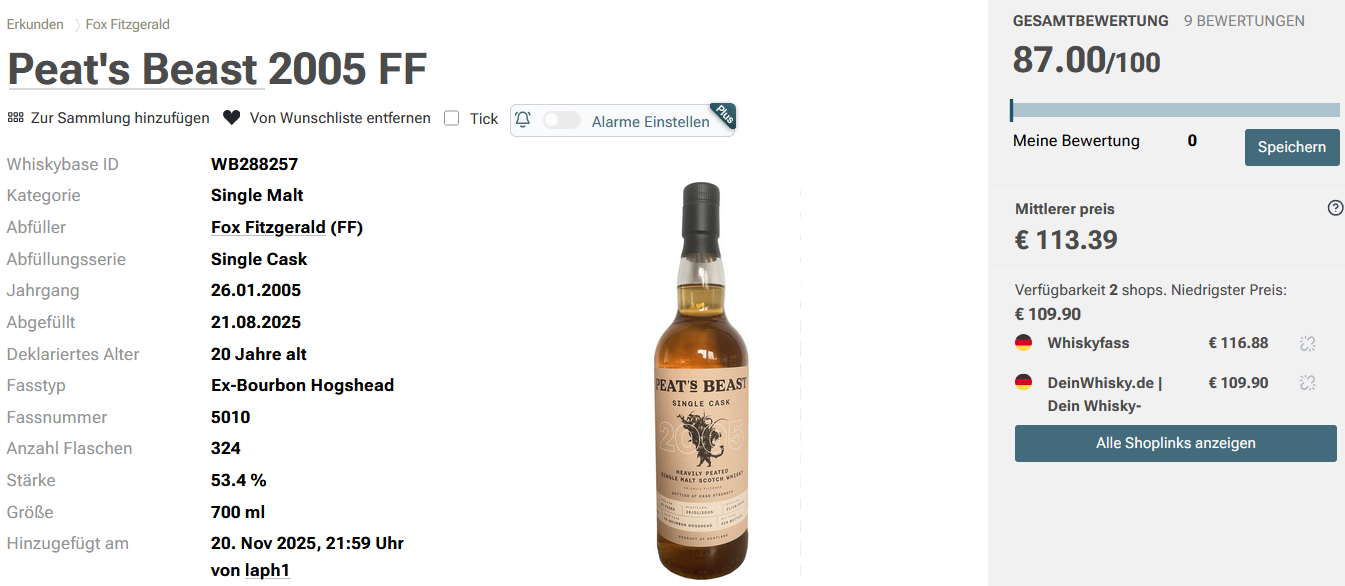 Erkunden 〉 Fox Fitzgerald
Peat's Beast 2005 FF
Zur Sammlung hinzufügen Von Wunschliste entfernen Tick Alarme Einstellen Plus
Whiskybase ID WB288257
Kategorie Single Malt
Abfüller Fox Fitzgerald (FF)
Abfüllungsserie Single Cask
Jahrgang 26.01.2005
Abgefüllt 21.08.2025
Deklariertes Alter 20 Jahre alt
Fasstyp Ex-Bourbon Hogshead
Fassnummer 5010
Anzahl Flaschen 324
Stärke 53.4 %
Größe 700 ml
Hinzugefügt am 20. Nov 2025, 21:59 Uhr
von laph1
PEAT'S BEAST
SINGLE CASK
2005
HEAVILY PEATED
SINGLE MALT SCOTCH WHISKY
BOTTLED AT CASK STRENGTH
PRODUCT OF SCOTLAND
GESAMTBEWERTUNG 9 BEWERTUNGEN
87.00/100
Meine Bewertung 0 Speichern
Mittlerer preis
€ 113.39
Verfügbarkeit 2 shops. Niedrigster Preis:
€ 109.90
Whiskyfass € 116.88
DeinWhisky.de | € 109.90
Dein Whisky-
Alle Shoplinks anzeigen